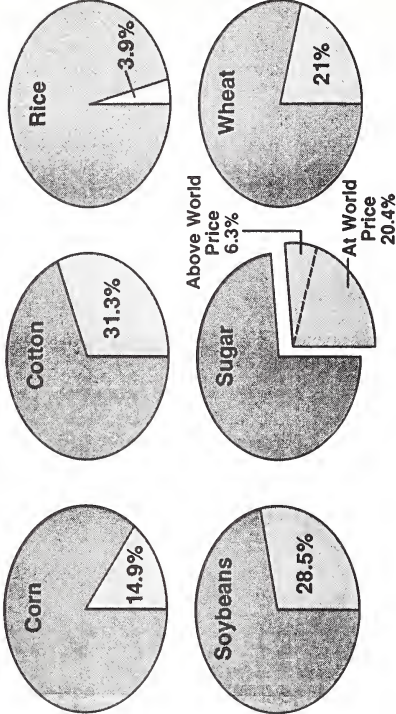 Corn
14.9%
Cotton
31.3%
Rice
3.9%
Soybeans
28.5%
Sugar
Above World
Price
6.3%
At World
Price
20.4%
Wheat
21%